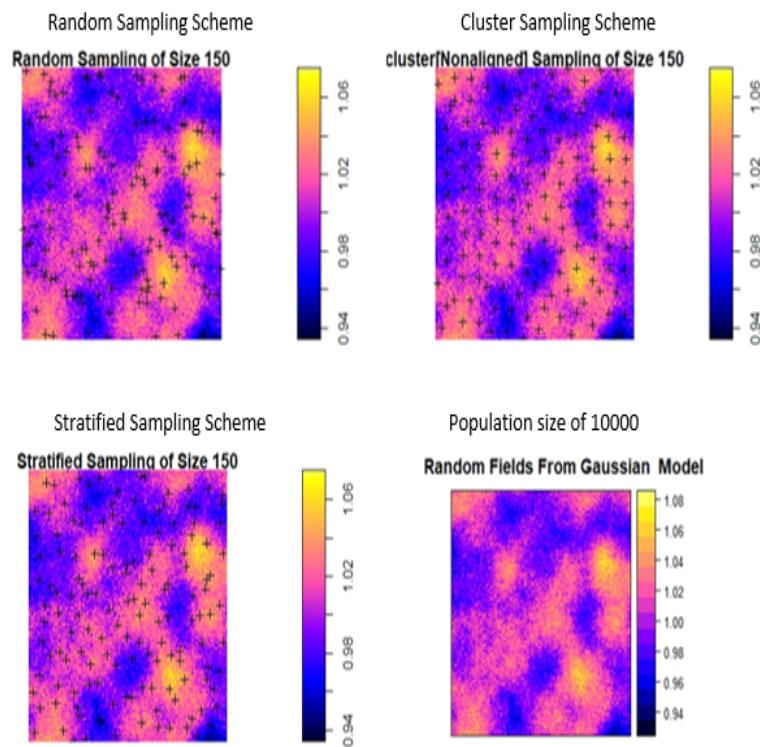 Random Sampling Scheme
Random Sampling of Size 150
1.06
1.02
0.98
0.94
Cluster Sampling Scheme
cluster[Nonaligned] Sampling of Size 150
1.06
1.02
0.98
0.94
Stratified Sampling Scheme
Stratified Sampling of Size 150
1.06
1.02
0.98
0.94
Population size of 10000
Random Fields From Gaussian Model
1.08
1.06
1.04
1.02
1.00
0.98
0.96
0.94